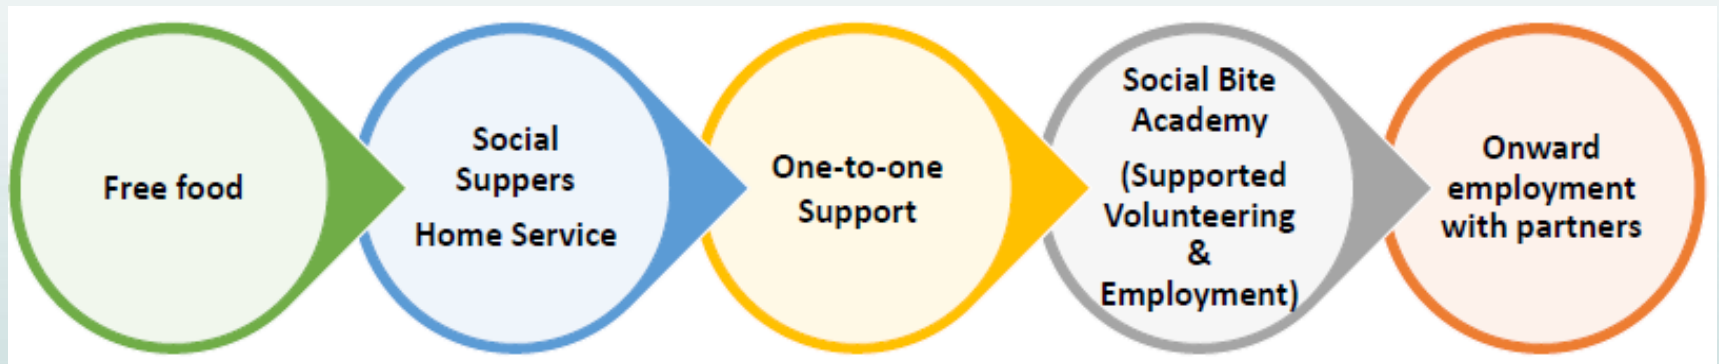 Free food
Social
Suppers
Home Service
One-to-one
Support
Social Bite
Academy
(Supported
Volunteering
&
Employment)
Onward
employment
with partners